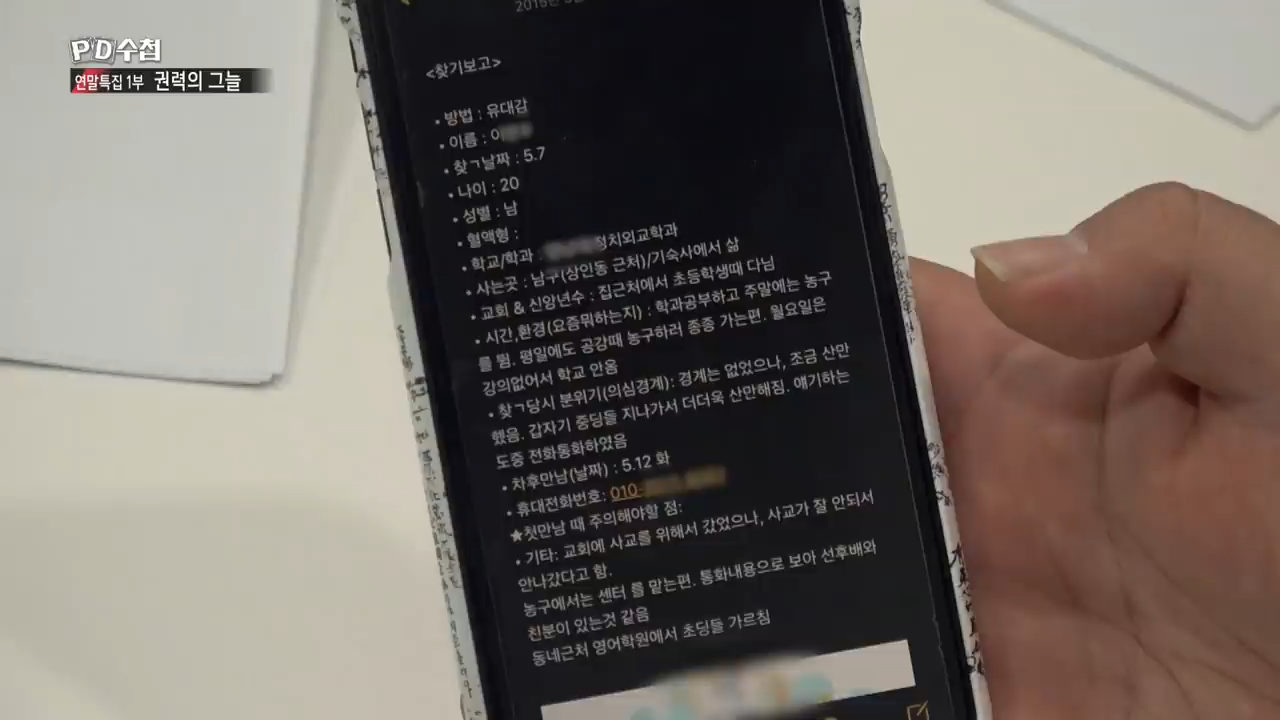 PD수첩
연말특집 1부 권력의 그늘
<찾기보고>
• 방법 : 유대감
• 이름 : 이
• 찾ㄱ날짜 : 5.7
• 나이 : 20
• 성별 : 남
• 혈액형 :
• 학교/학과 : 정치외교학과
• 사는곳 : 남구(상인동 근처)/기숙사에서 삶
• 교회 & 신앙년수 : 집근처에서 초등학생때 다님
• 시간,환경(요즘뭐하는지) : 학과공부하고 주말에는 농구
를 뜀. 평일에도 공강때 농구하러 종종 가는편. 월요일은
강의없어서 학교 안옴
• 찾ㄱ당시 분위기(의심경계): 경계는 없었으나, 조금 산만
했음. 갑자기 중딩들 지나가서 더더욱 산만해짐. 얘기하는
도중 전화통화하였음
• 차후만남(날짜) : 5.12 화
• 휴대전화번호: 010-
★첫만남 때 주의해야할 점:
• 기타: 교회에 사교를 위해서 갔었으나, 사교가 잘 안되서
안나갔다고 함.
농구에서는 센터 를 맡는편. 통화내용으로 보아 선후배와
친분이 있는것 같음
동네근처 영어학원에서 초딩들 가르침